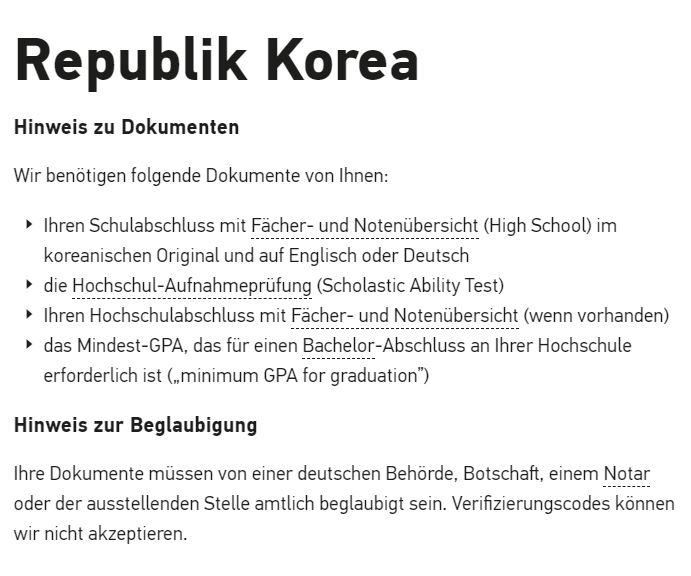 Republik Korea
Hinweis zu Dokumenten
Wir benötigen folgende Dokumente von Ihnen:
Ihren Schulabschluss mit Fächer- und Notenübersicht (High School) im
koreanischen Original und auf Englisch oder Deutsch
die Hochschul-Aufnahmeprüfung (Scholastic Ability Test)
Ihren Hochschulabschluss mit Fächer- und Notenübersicht (wenn vorhanden)
das Mindest-GPA, das für einen Bachelor-Abschluss an Ihrer Hochschule
erforderlich ist („minimum GPA for graduation”)
Hinweis zur Beglaubigung
Ihre Dokumente müssen von einer deutschen Behörde, Botschaft, einem Notar
oder der ausstellenden Stelle amtlich beglaubigt sein. Verifizierungscodes können
wir nicht akzeptieren.